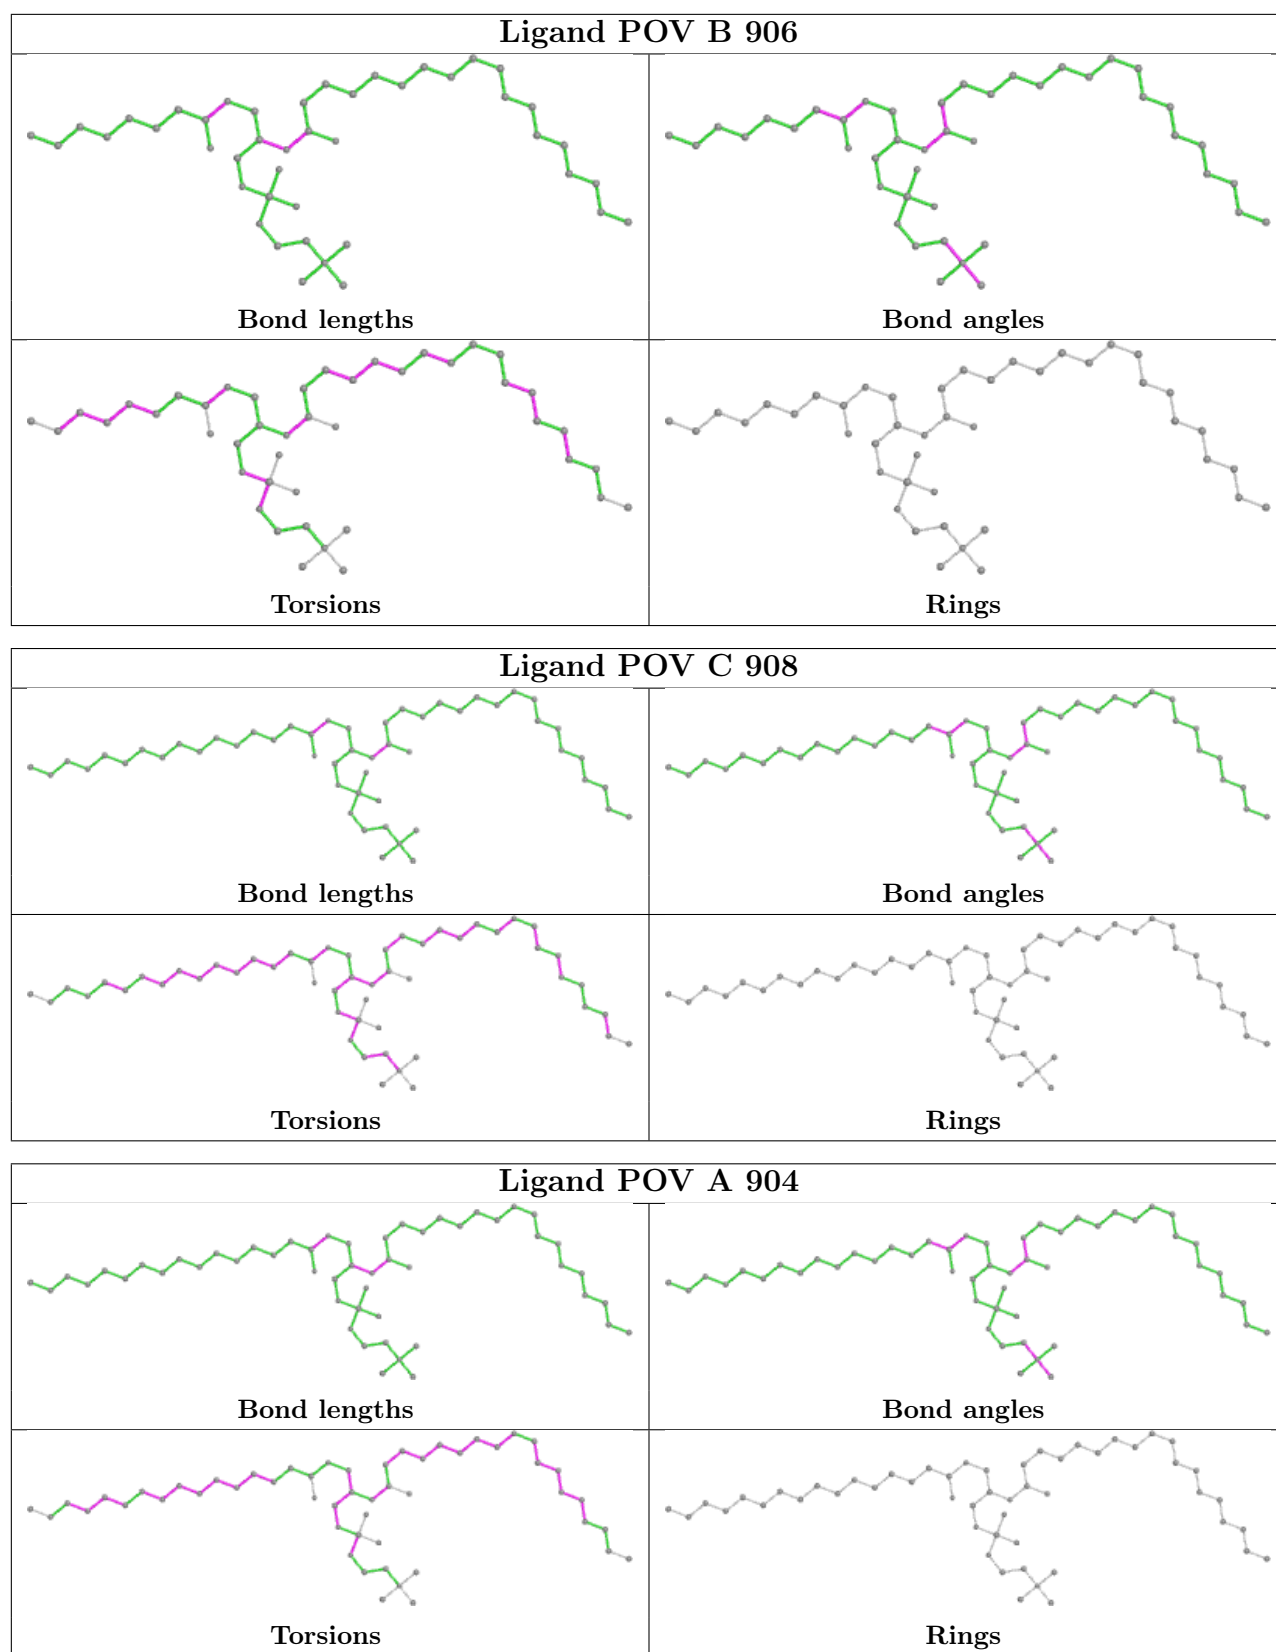 Ligand POV B 906
Bond lengths
Bond angles
Torsions
Rings
Ligand POV C 908
Bond lengths
Bond angles
Torsions
Rings
Ligand POV A 904
Bond lengths
Bond angles
Torsions
Rings